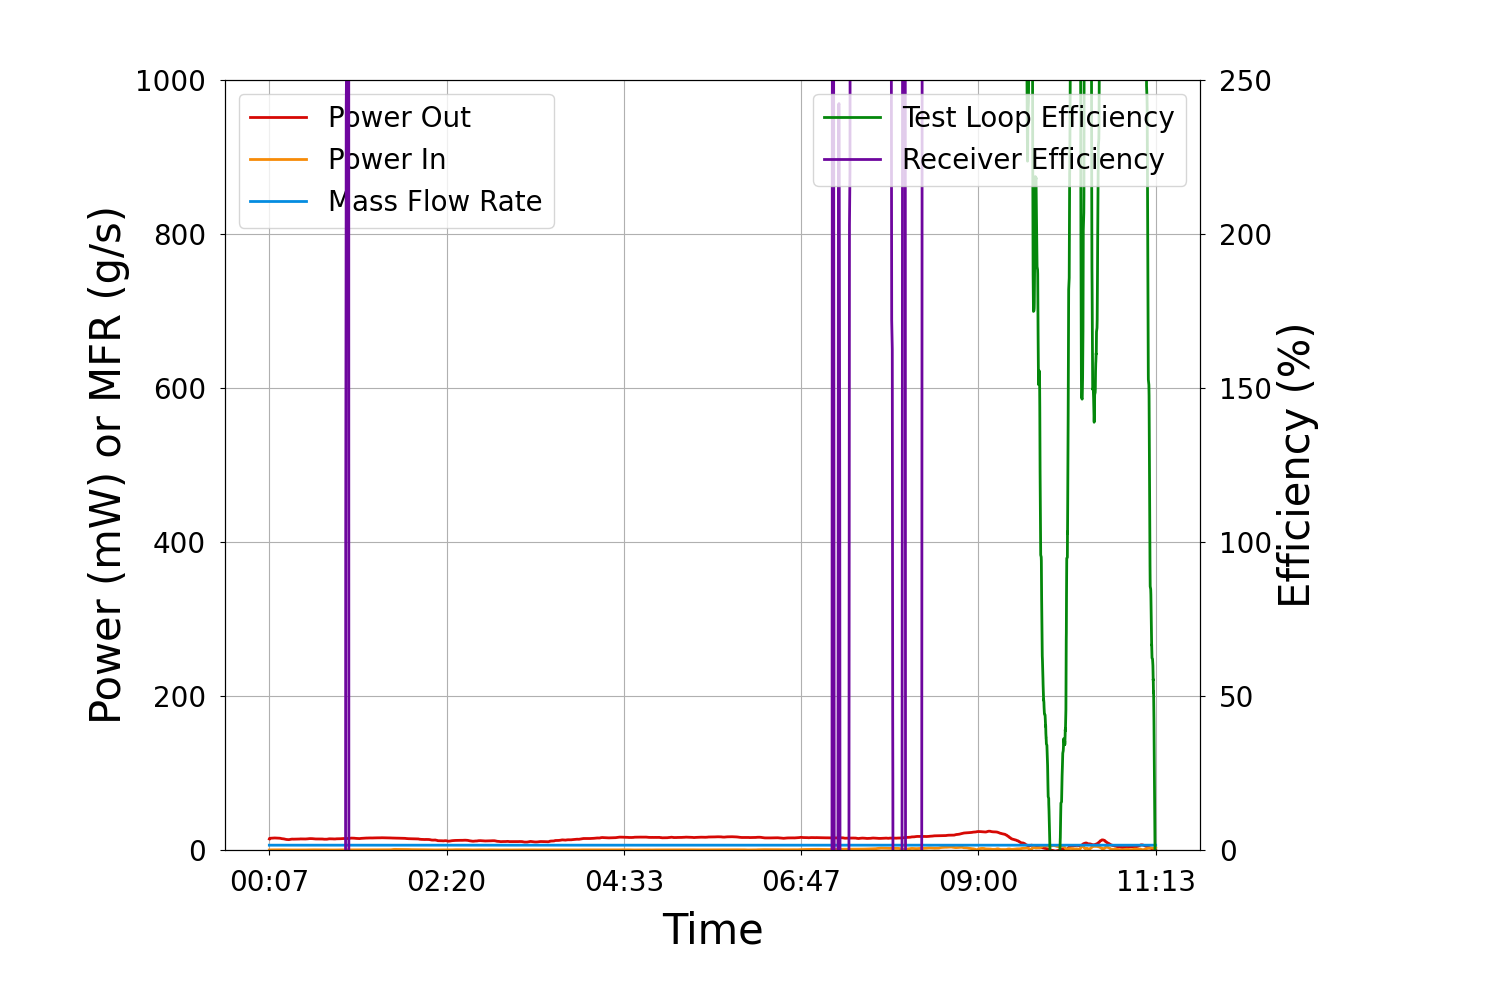 1000
800
600
400
200
0
Power (mW) or MFR (g/s)
Power Out
Power In
Mass Flow Rate
Test Loop Efficiency
Receiver Efficiency
250
200
150
100
50
0
Efficiency (%)
00:07 02:20 04:33 06:47 09:00 11:13
Time